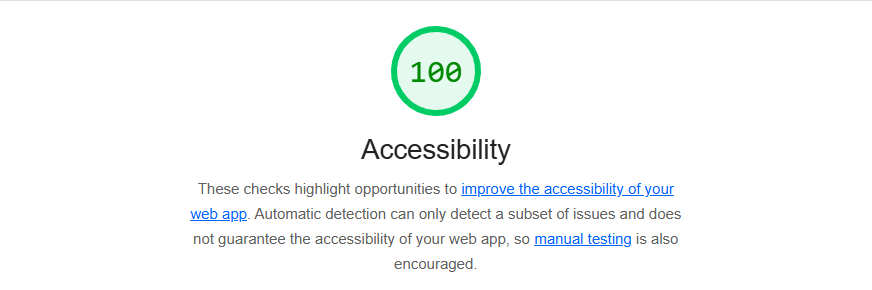 100
Accessibility
These checks highlight opportunities to improve the accessibility of your
web app. Automatic detection can only detect a subset of issues and does
not guarantee the accessibility of your web app, so manual testing is also
encouraged.